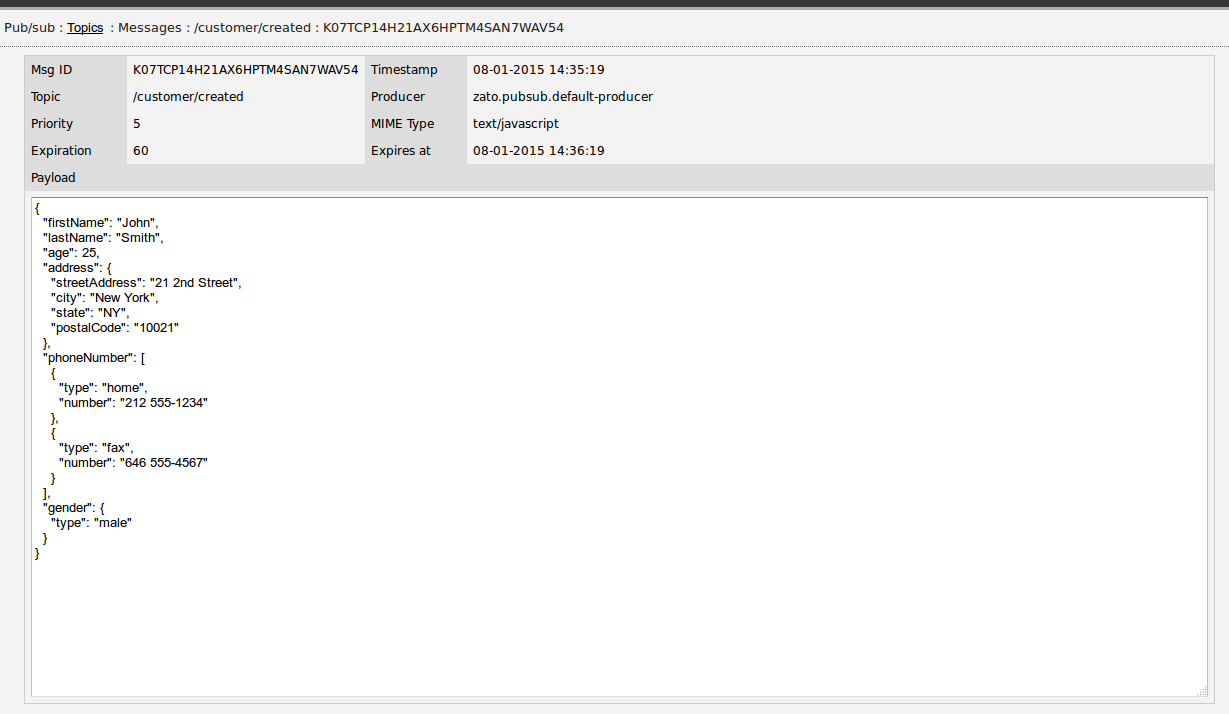 Pub/sub : Topics : Messages : /customer/created : K07TCP14H21AX6HPTM4SAN7WAV54
Msg ID K07TCP14H21AX6HPTM4SAN7WAV54 Timestamp 08-01-2015 14:35:19
Topic /customer/created Producer zato.pubsub.default-producer
Priority 5 MIME Type text/javascript
Expiration 60 Expires at 08-01-2015 14:36:19
Payload
{
  "firstName": "John",
  "lastName": "Smith",
  "age": 25,
  "address": {
    "streetAddress": "21 2nd Street",
    "city": "New York",
    "state": "NY",
    "postalCode": "10021"
  },
  "phoneNumber": [
    {
      "type": "home",
      "number": "212 555-1234"
    },
    {
      "type": "fax",
      "number": "646 555-4567"
    }
  ],
  "gender": {
    "type": "male"
  }
}